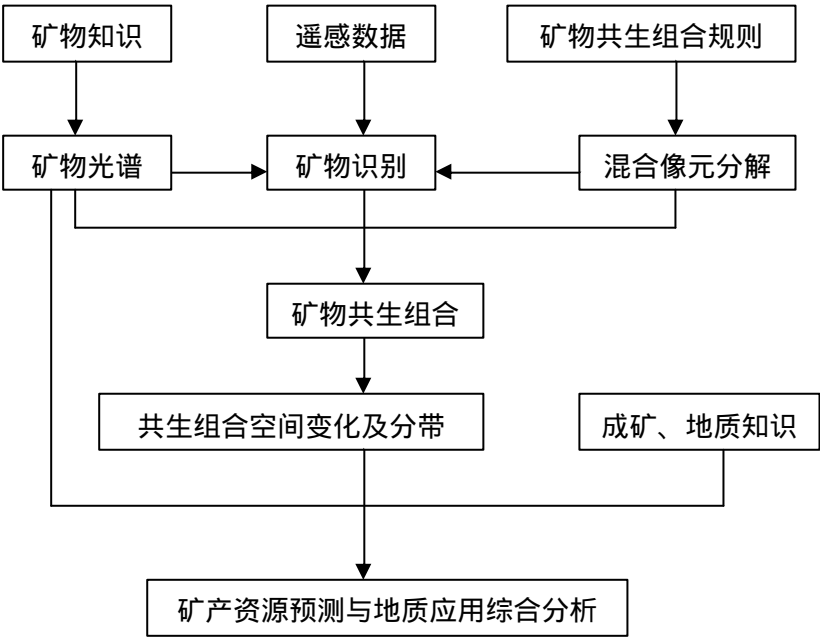 矿物知识
遥感数据
矿物共生组合规则
矿物光谱
矿物识别
混合像元分解
矿物共生组合
共生组合空间变化及分带
成矿、地质知识
矿产资源预测与地质应用综合分析